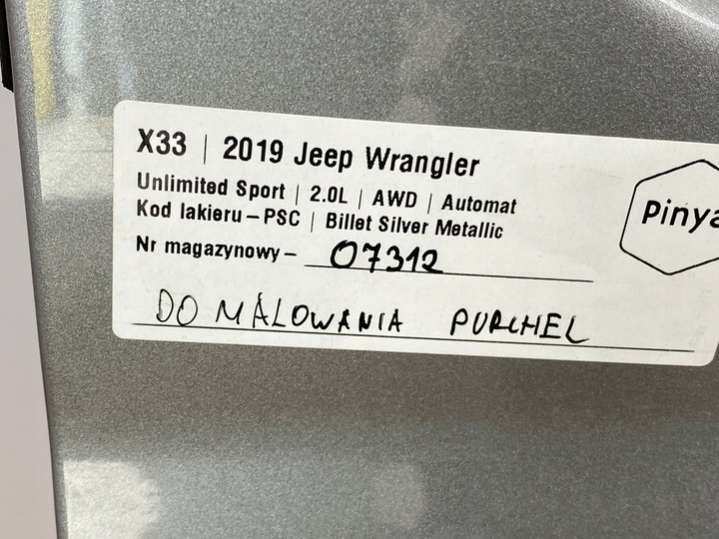 X33 | 2019 Jeep Wrangler
Unlimited Sport | 2.0L | AWD | Automat
Kod lakieru – PSC | Billet Silver Metallic
Nr magazynowy – 07312
DO MALOWANIA PURCHEL